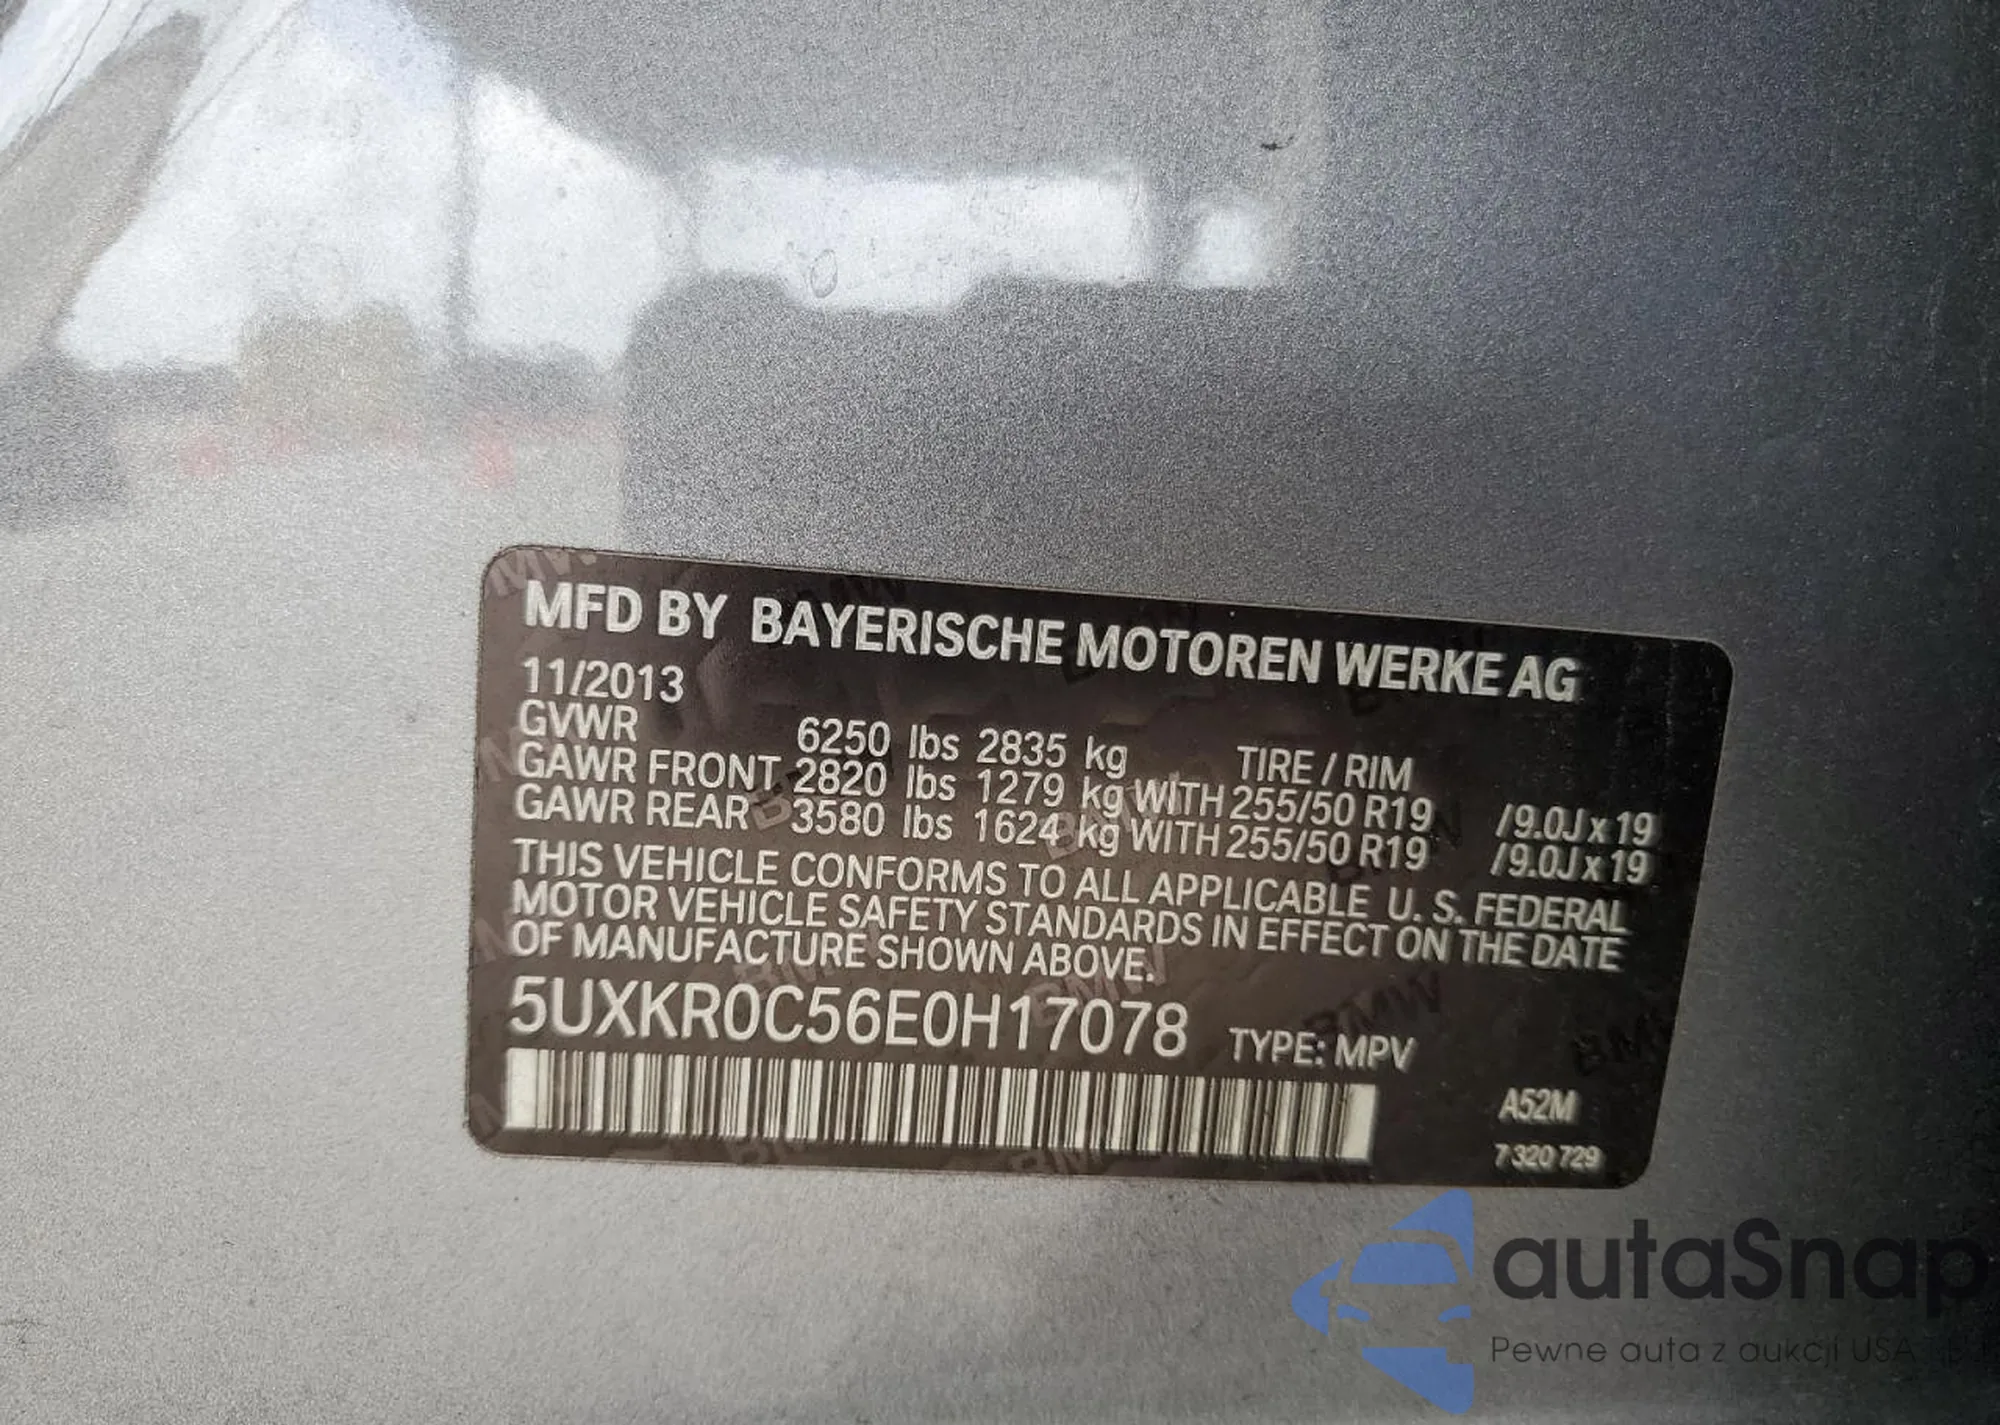 MFD BY BAYERISCHE MOTOREN WERKE AG
11/2013
GVWR 6250 lbs 2835 kg TIRE / RIM
GAWR FRONT 2820 lbs 1279 kg WITH 255/50 R19 /9.0J x 19
GAWR REAR 3580 lbs 1624 kg WITH 255/50 R19 /9.0J x 19
THIS VEHICLE CONFORMS TO ALL APPLICABLE U. S. FEDERAL
MOTOR VEHICLE SAFETY STANDARDS IN EFFECT ON THE DATE
OF MANUFACTURE SHOWN ABOVE.
5UXKR0C56E0H17078 TYPE: MPV
A52M
7 320 729
autaSnap
Pewne auta z aukcji USA i EU